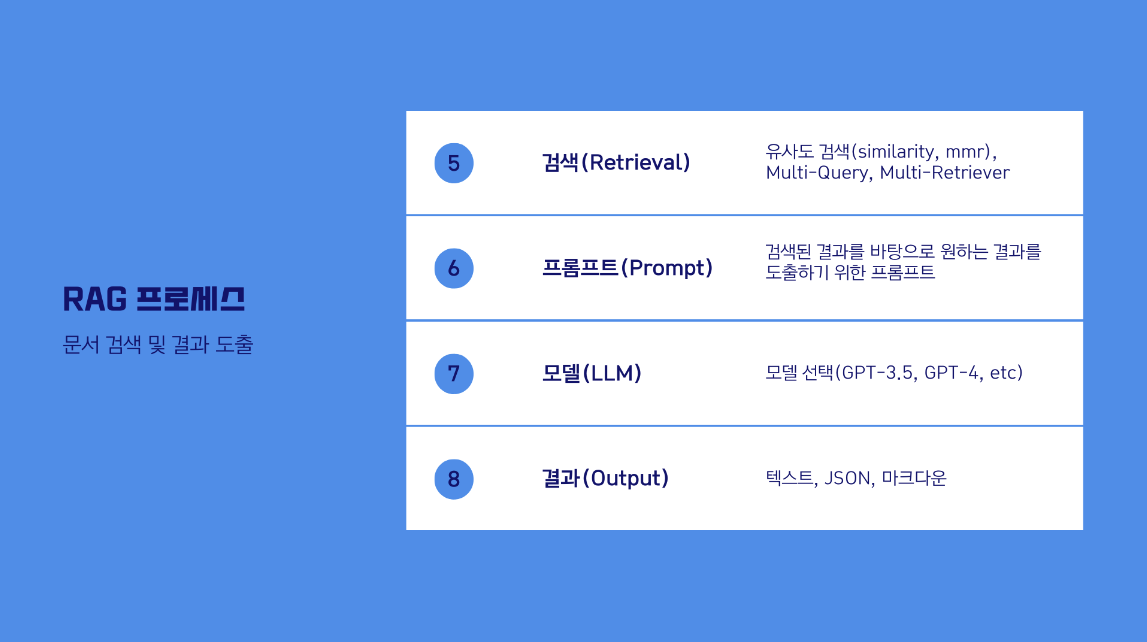 RAG 프로세스
문서 검색 및 결과 도출
5
검색(Retrieval)
유사도 검색(similarity, mmr),
Multi-Query, Multi-Retriever
6
프롬프트(Prompt)
검색된 결과를 바탕으로 원하는 결과를
도출하기 위한 프롬프트
7
모델(LLM)
모델 선택(GPT-3.5, GPT-4, etc)
8
결과(Output)
텍스트, JSON, 마크다운